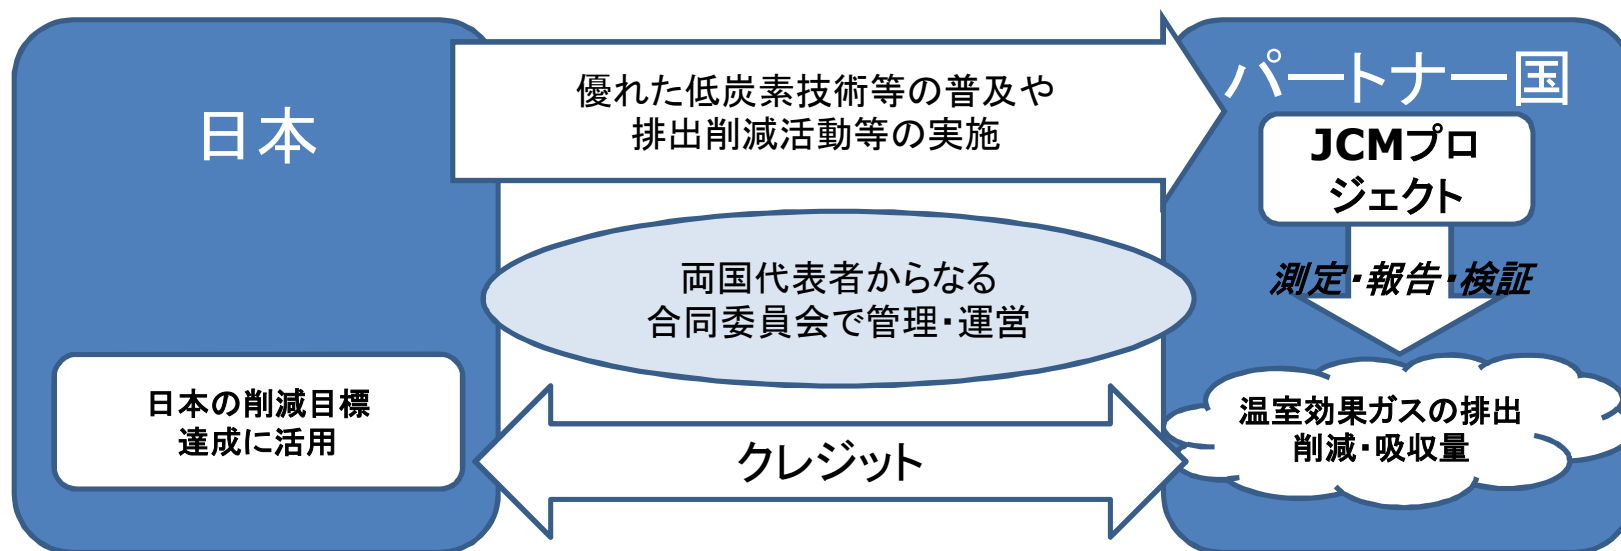 日本
優れた低炭素技術等の普及や
排出削減活動等の実施
パートナー国
JCMプロ
ジェクト
測定・報告・検証
両国代表者からなる
合同委員会で管理・運営
日本の削減目標
達成に活用
クレジット
温室効果ガスの排出
削減・吸収量